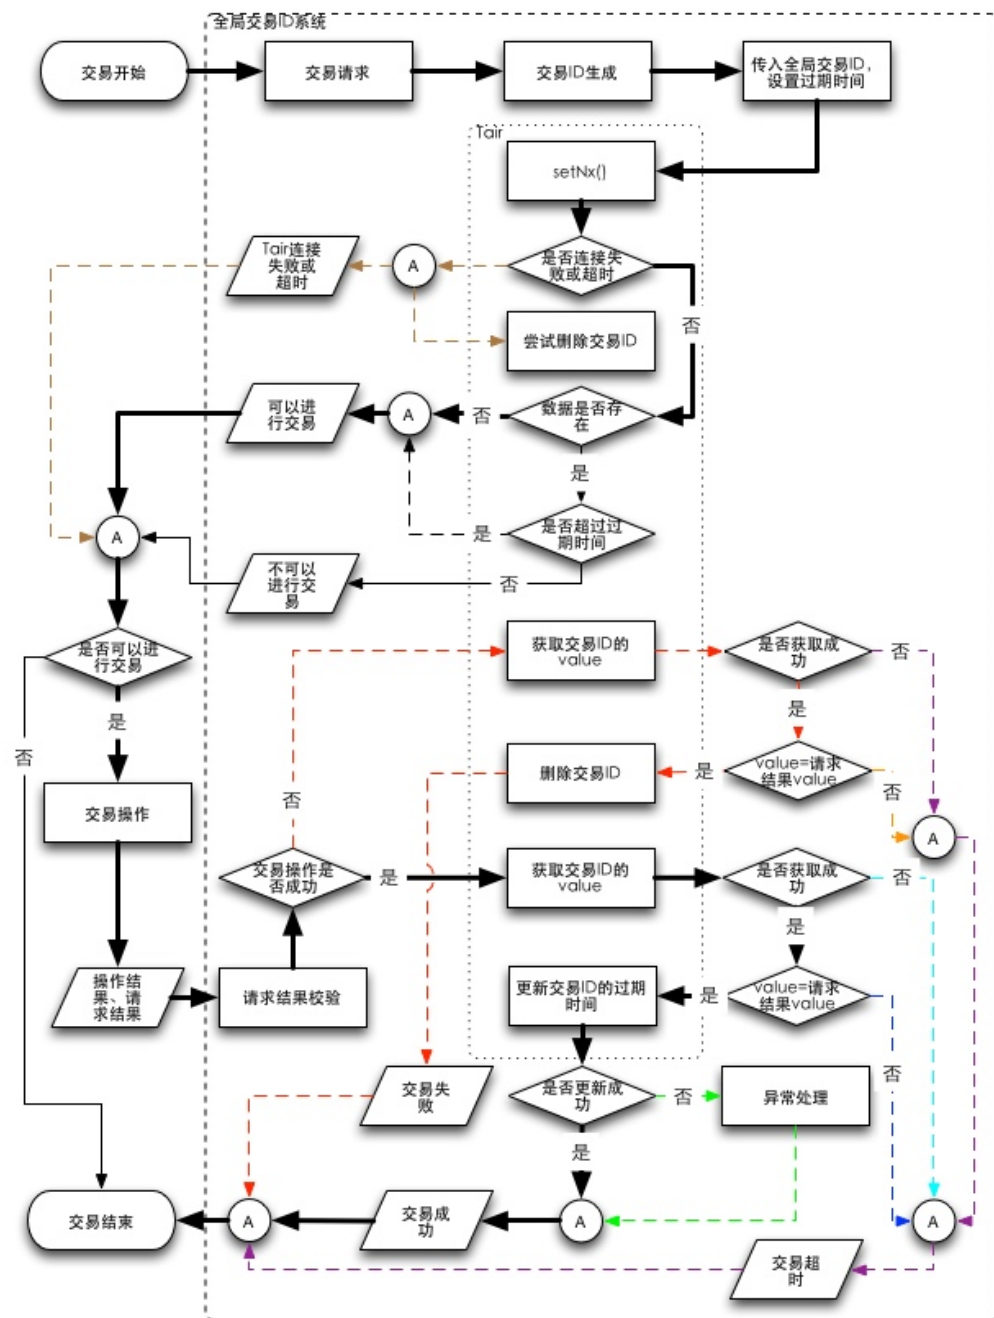 全局交易ID系统
交易开始
交易请求
交易ID生成
传入全局交易ID，
设置过期时间
Tair
setNx()
Tair连接
失败或
超时
A
是否连接失
败或超时
否
尝试删除交易ID
可以进
行交易
A
否
数据是否存
在
是
A
是
是否超过过
期时间
不可以
进行交
易
否
是否可以进
行交易
获取交易ID的
value
是否获取成
功
否
是
是
否
删除交易ID
是
value=请求
结果value
否
交易操作
否
A
交易操作是
否成功
是
获取交易ID的
value
是否获取成
功
否
是
操作结
果、请
求结果
请求结果校验
更新交易ID的过期
时间
是
value=请求
结果value
否
交易失
败
是否更新成
功
否
异常处理
是
交易结束
A
交易成
功
A
A
交易超
时